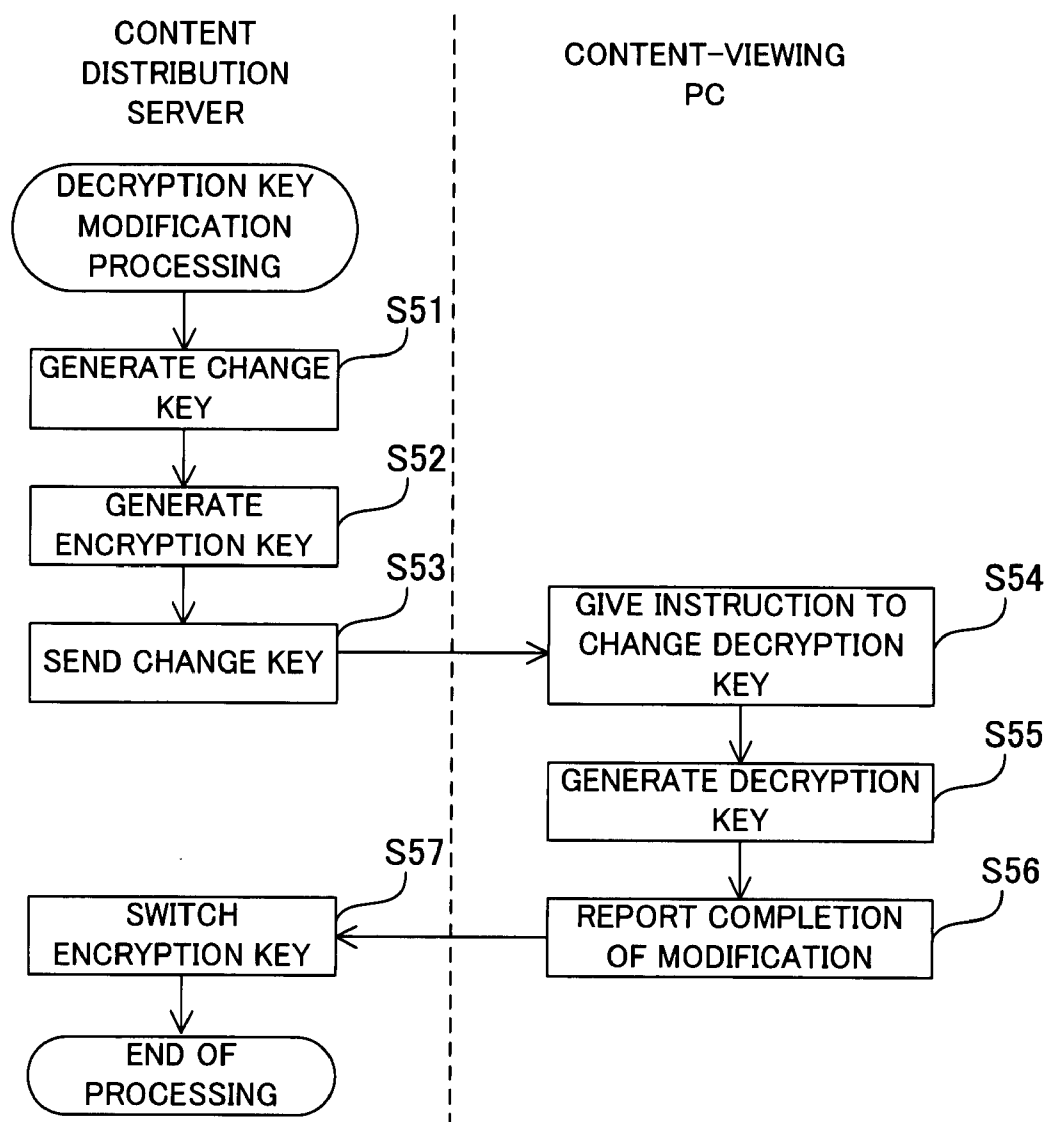 CONTENT
DISTRIBUTION
SERVER
CONTENT-VIEWING
PC
DECRYPTION KEY
MODIFICATION
PROCESSING
S51
GENERATE CHANGE
KEY
S52
GENERATE
ENCRYPTION KEY
S53
SEND CHANGE KEY
S54
GIVE INSTRUCTION TO
CHANGE DECRYPTION
KEY
S55
GENERATE DECRYPTION
KEY
S56
REPORT COMPLETION
OF MODIFICATION
S57
SWITCH
ENCRYPTION KEY
END OF
PROCESSING